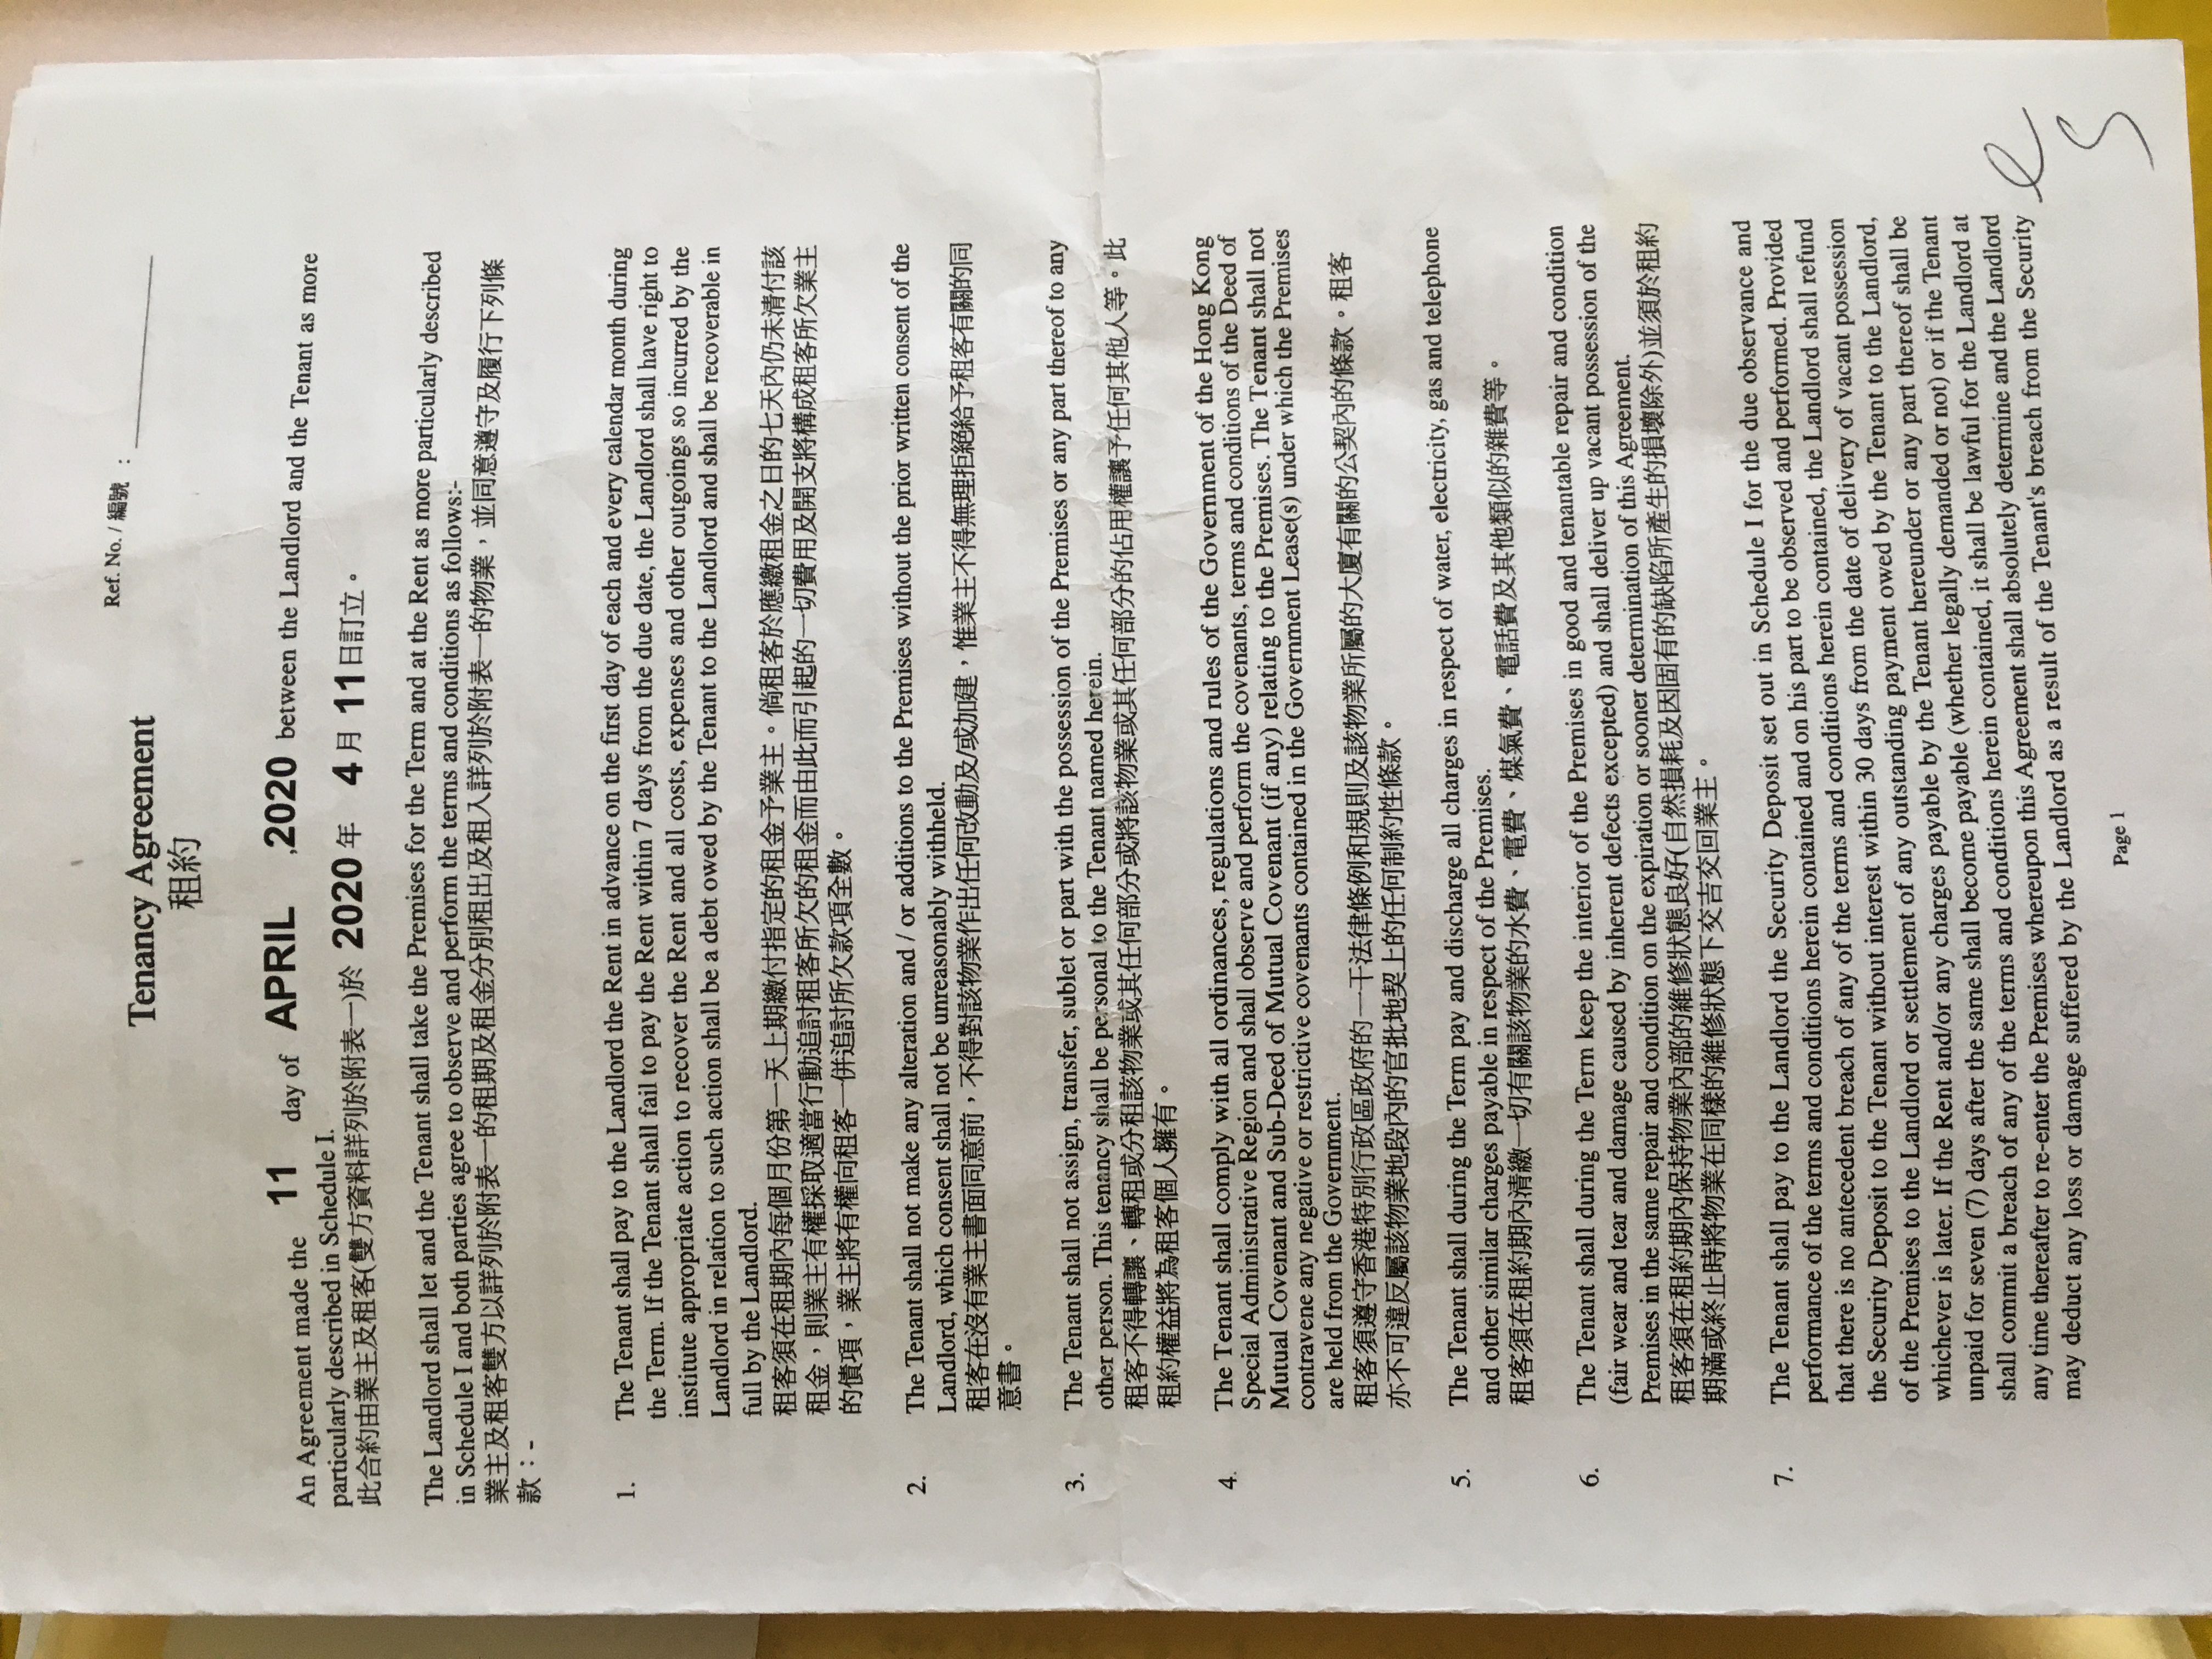 Ref. No. / 編號 :
Tenancy Agreement
租約
An Agreement made the 11 day of APRIL ,2020 between the Landlord and the Tenant as more
particularly described in Schedule I.
此合約由業主及租客(雙方資料詳列於附表一)於 2020 年 4 月 11 日訂立。
The Landlord shall let and the Tenant shall take the Premises for the Term and at the Rent as more particularly described
in Schedule I and both parties agree to observe and perform the terms and conditions as follows:-
業主及租客雙方以詳列於附表一的租期及租金分別租出及租入詳列於附表一的物業，並同意遵守及履行下列條
款：-
1. The Tenant shall pay to the Landlord the Rent in advance on the first day of each and every calendar month during
the Term. If the Tenant shall fail to pay the Rent within 7 days from the due date, the Landlord shall have right to
institute appropriate action to recover the Rent and all costs, expenses and other outgoings so incurred by the
Landlord in relation to such action shall be a debt owed by the Tenant to the Landlord and shall be recoverable in
full by the Landlord.
租客須在租期內每個月份第一天上期繳付指定的租金予業主。倘租客於應繳租金之日的七天內仍未清付該
租金，則業主有權採取適當行動追討租客所欠的租金而由此而引起的一切費用及開支將構成租客所欠業主
的債項，業主將有權向租客一併追討所欠款項全數。
2. The Tenant shall not make any alteration and / or additions to the Premises without the prior written consent of the
Landlord, which consent shall not be unreasonably withheld.
租客在沒有業主書面同意前，不得對該物業作出任何改動及/或加建，惟業主不得無理拒絕給予租客有關的同
意書。
3. The Tenant shall not assign, transfer, sublet or part with the possession of the Premises or any part thereof to any
other person. This tenancy shall be personal to the Tenant named herein.
租客不得轉讓、轉租或分租該物業或其任何部分或將該物業或其任何部分的佔用權讓予任何其他人等。此
租約權益將為租客個人擁有。
4. The Tenant shall comply with all ordinances, regulations and rules of the Government of the Hong Kong
Special Administrative Region and shall observe and perform the covenants, terms and conditions of the Deed of
Mutual Covenant and Sub-Deed of Mutual Covenant (if any) relating to the Premises. The Tenant shall not
contravene any negative or restrictive covenants contained in the Government Lease(s) under which the Premises
are held from the Government.
租客須遵守香港特別行政區政府的一干法律條例和規則及該物業所屬的大廈有關的公契內的條款。租客
亦不可違反屬該物業地段內的官批地契上的任何制約性條款。
5. The Tenant shall during the Term pay and discharge all charges in respect of water, electricity, gas and telephone
and other similar charges payable in respect of the Premises.
租客須在租約期內清繳一切有關該物業的水費、電費、煤氣費、電話費及其他類似的雜費等。
6. The Tenant shall during the Term keep the interior of the Premises in good and tenantable repair and condition
(fair wear and tear and damage caused by inherent defects excepted) and shall deliver up vacant possession of the
Premises in the same repair and condition on the expiration or sooner determination of this Agreement.
租客須在租約期內保持物業內部的維修狀態良好(自然損耗及因固有的缺陷所產生的損壞除外)並須於租約
期滿或終止時將物業在同樣的維修狀態下交吉交回業主。
7. The Tenant shall pay to the Landlord the Security Deposit set out in Schedule I for the due observance and
performance of the terms and conditions herein contained and on his part to be observed and performed. Provided
that there is no antecedent breach of any of the terms and conditions herein contained, the Landlord shall refund
the Security Deposit to the Tenant without interest within 30 days from the date of delivery of vacant possession
of the Premises to the Landlord or settlement of any outstanding payment owed by the Tenant to the Landlord,
whichever is later. If the Rent and/or any charges payable by the Tenant hereunder or any part thereof shall be
unpaid for seven (7) days after the same shall become payable (whether legally demanded or not) or if the Tenant
shall commit a breach of any of the terms and conditions herein contained, it shall be lawful for the Landlord at
any time thereafter to re-enter the Premises whereupon this Agreement shall absolutely determine and the Landlord
may deduct any loss or damage suffered by the Landlord as a result of the Tenant's breach from the Security
Page 1